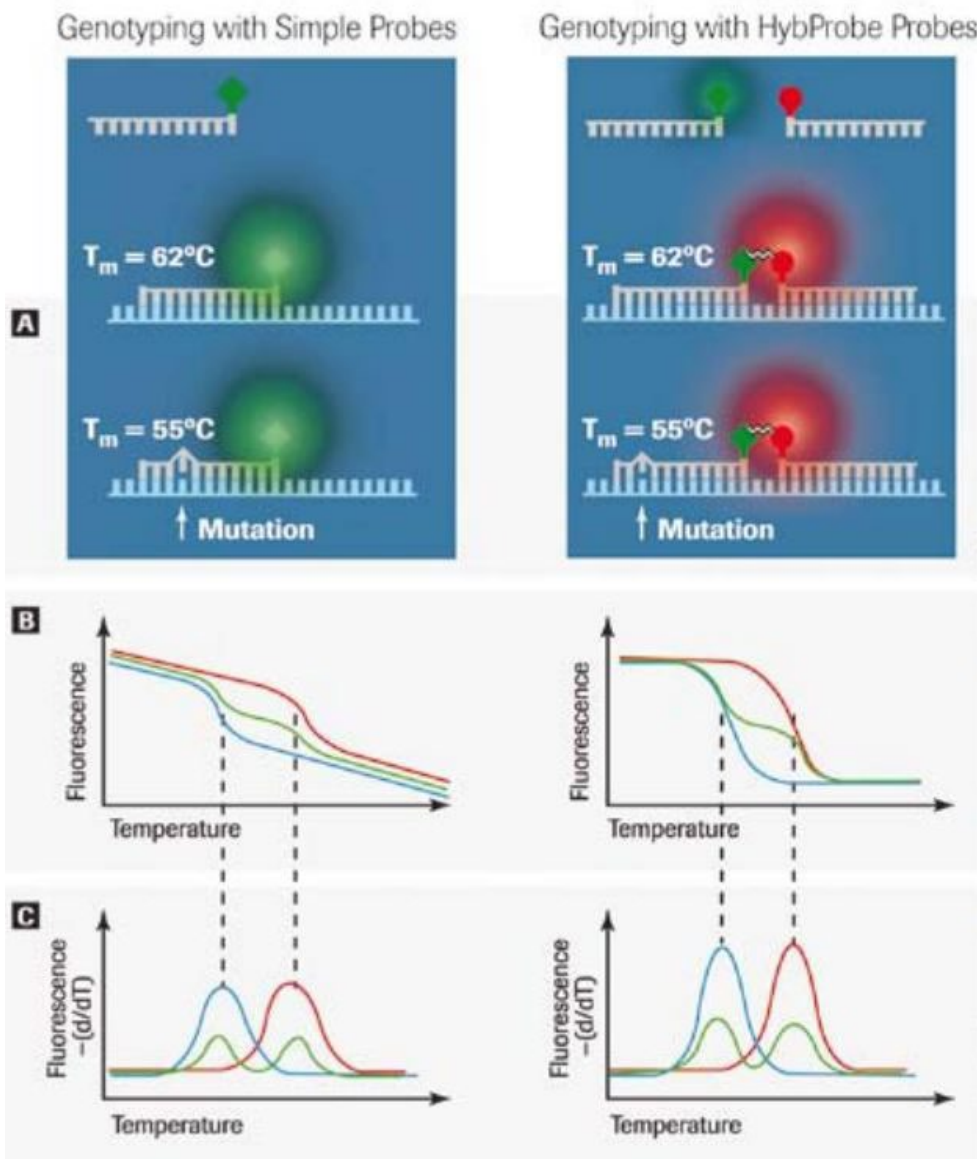 Genotyping with Simple Probes
Genotyping with HybProbe Probes
A
Tm = 62°C
Tm = 55°C
Mutation
Tm = 62°C
Tm = 55°C
Mutation
B
Fluorescence
Temperature
Fluorescence
Temperature
C
Fluorescence
-(d/dT)
Temperature
Fluorescence
-(d/dT)
Temperature